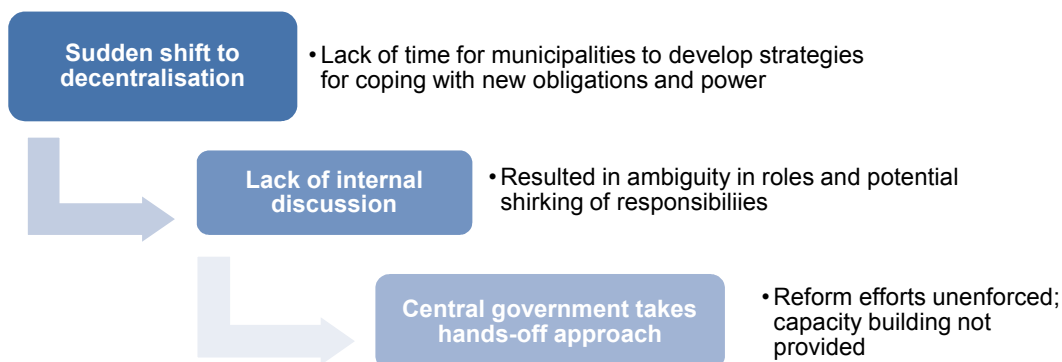 Sudden shift to
decentralisation
• Lack of time for municipalities to develop strategies
for coping with new obligations and power
Lack of internal
discussion
• Resulted in ambiguity in roles and potential
shirking of responsibiliies
Central government takes
hands-off approach
• Reform efforts unenforced;
capacity building not
provided